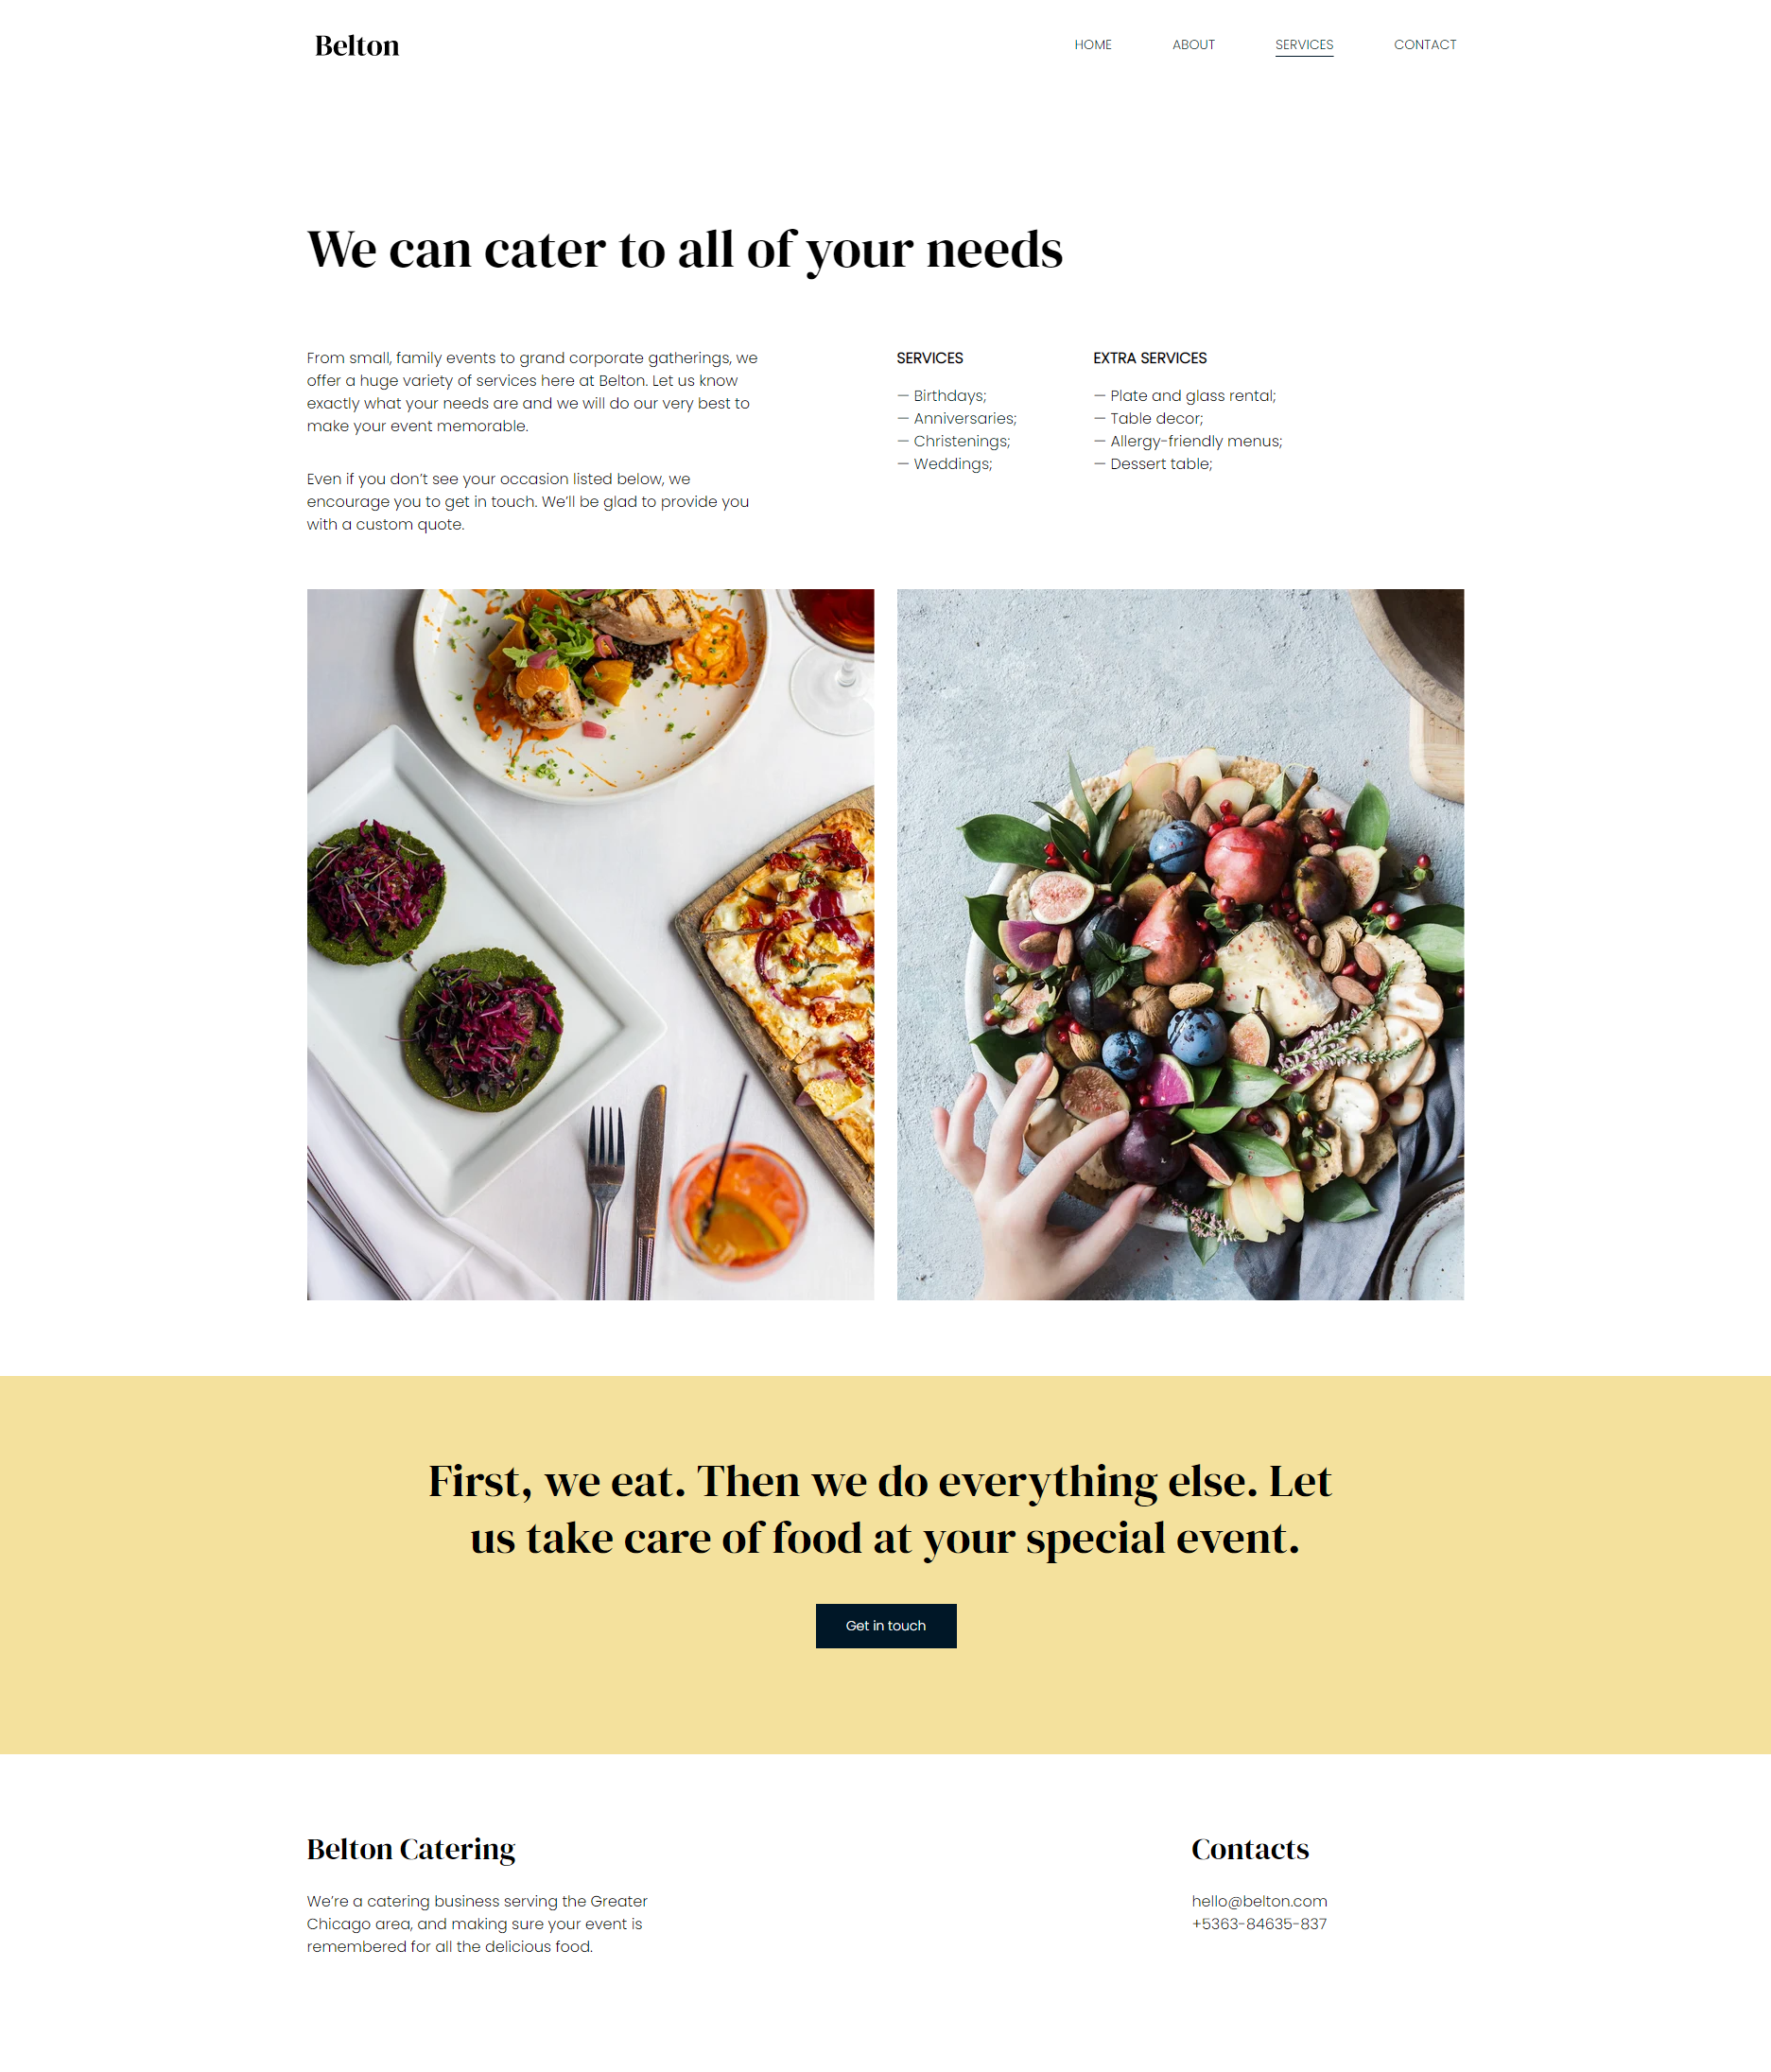 Belton
HOME
ABOUT
SERVICES
CONTACT
We can cater to all of your needs
From small, family events to grand corporate gatherings, we
offer a huge variety of services here at Belton. Let us know
exactly what your needs are and we will do our very best to
make your event memorable.
Even if you don’t see your occasion listed below, we
encourage you to get in touch. We’ll be glad to provide you
with a custom quote.
SERVICES
— Birthdays;
— Anniversaries;
— Christenings;
— Weddings;
EXTRA SERVICES
— Plate and glass rental;
— Table decor;
— Allergy-friendly menus;
— Dessert table;
First, we eat. Then we do everything else. Let
us take care of food at your special event.
Get in touch
Belton Catering
We’re a catering business serving the Greater
Chicago area, and making sure your event is
remembered for all the delicious food.
Contacts
hello@belton.com
+5363-84635-837